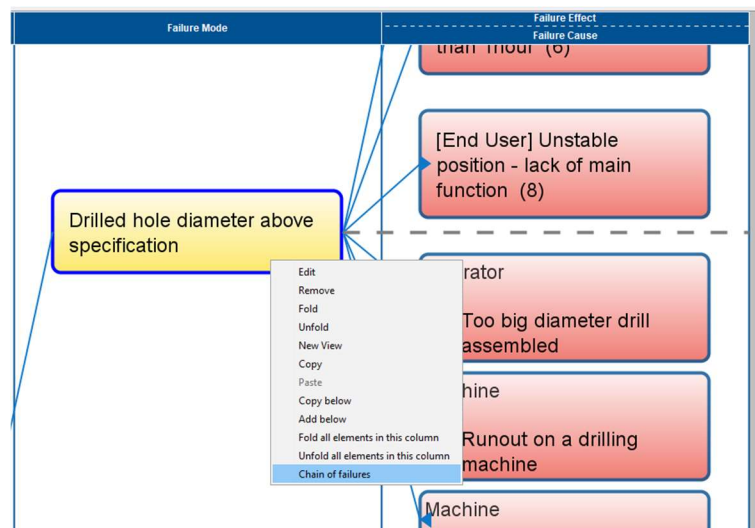 Failure Mode
Failure Effect
Failure Cause
than 1hour (6)
[End User] Unstable
position - lack of main
function (8)
Drilled hole diameter above
specification
Edit
Remove
Fold
Unfold
New View
Copy
Paste
Copy below
Add below
Fold all elements in this column
Unfold all elements in this column
Chain of failures
rator
Too big diameter drill
assembled
hine
Runout on a drilling
machine
Machine